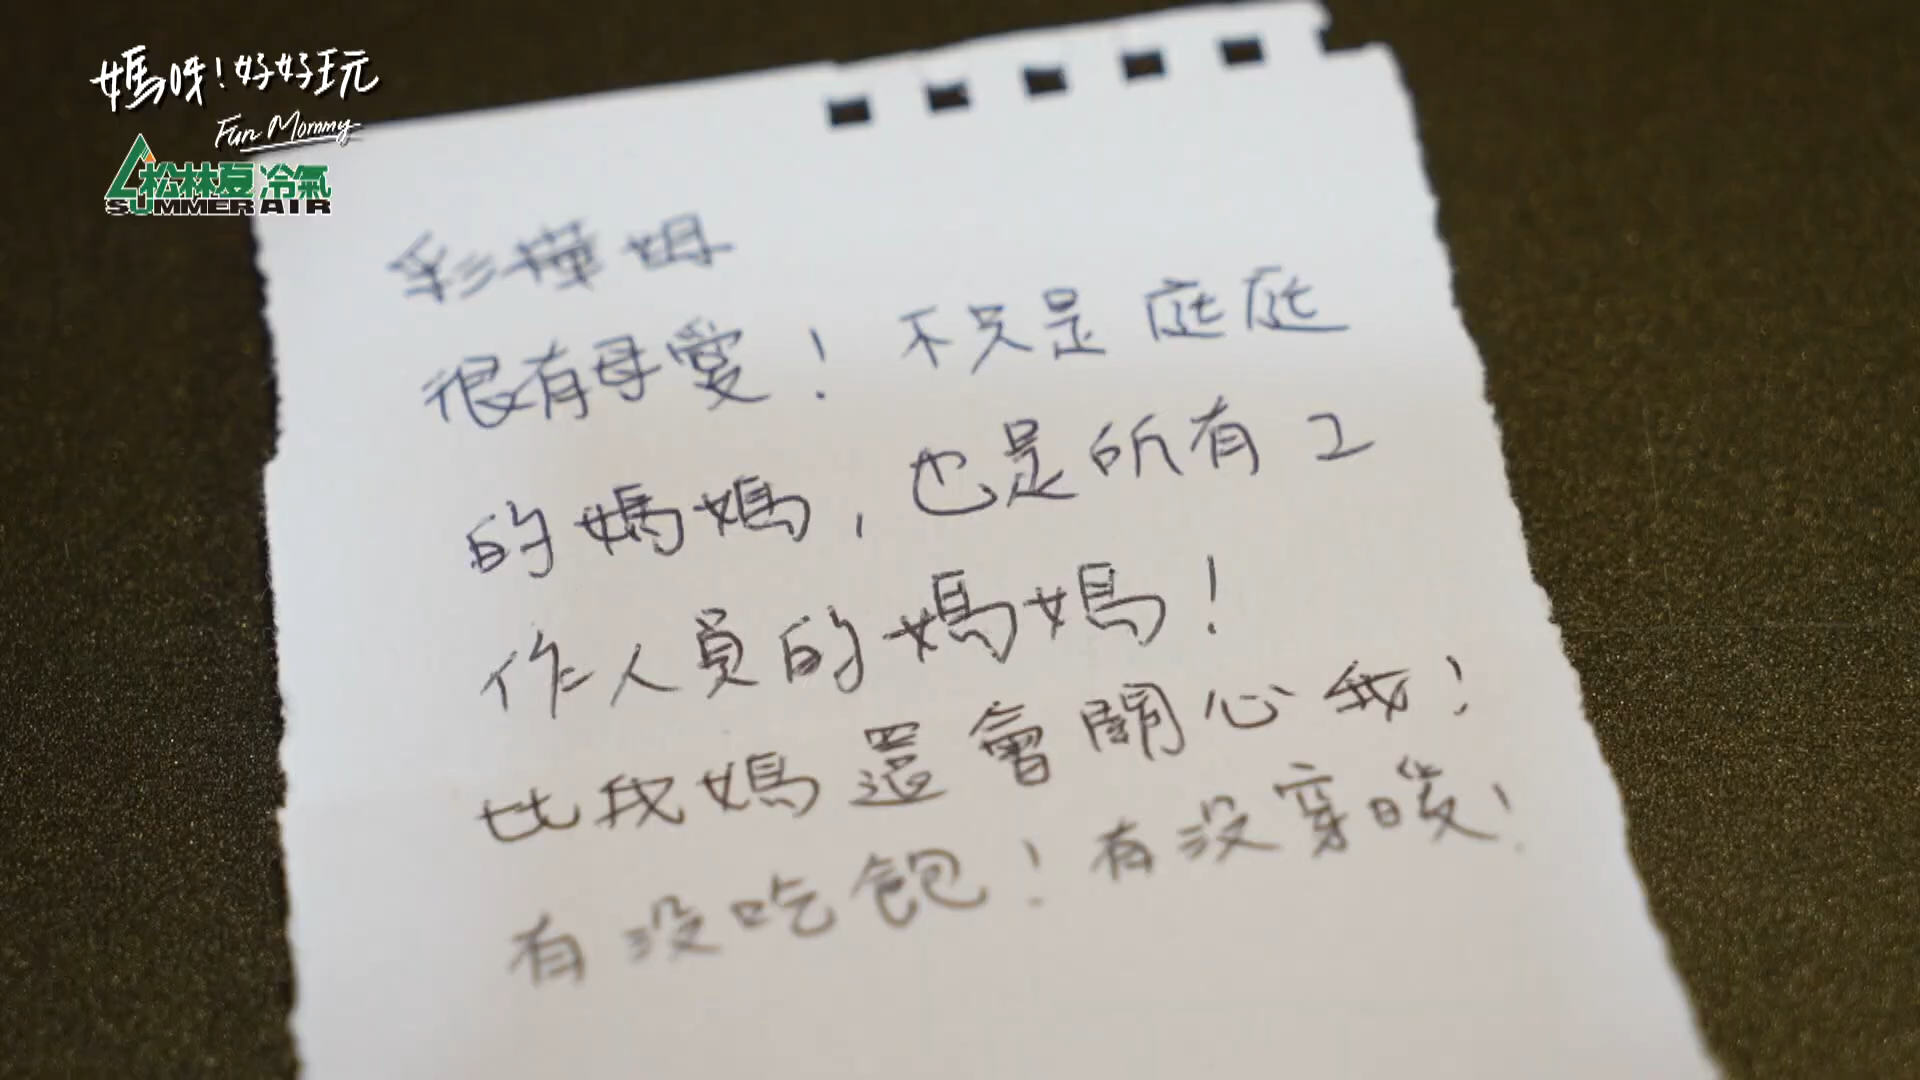 媽呀!好好玩
Fun Mommy
松林夏冷氣
SUMMER AIR
彩樺姐
很有母愛！不只是庭庭
的媽媽，也是所有工
作人員的媽媽！
比我媽還會關心我！
有沒吃飽！有沒穿暖！